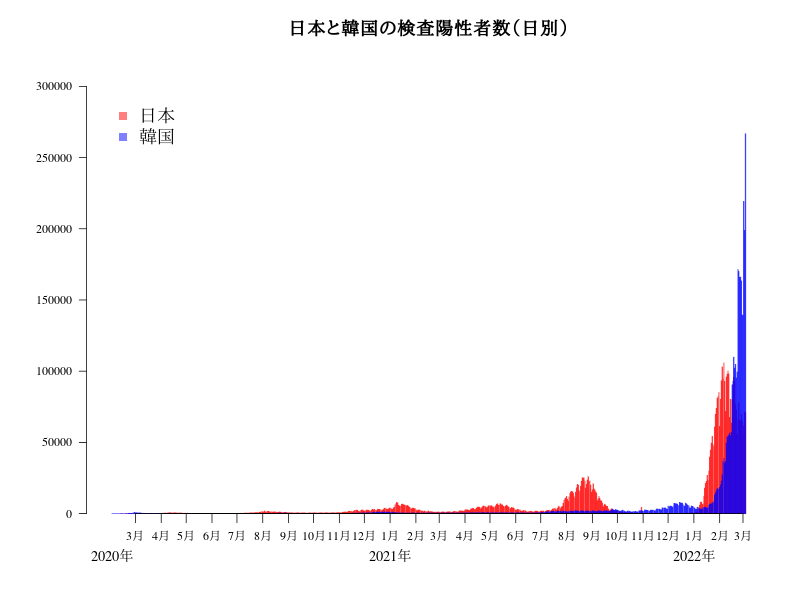 日本と韓国の検査陽性者数(日別)
300000
250000
200000
150000
100000
50000
0
日本
韓国
3月 4月 5月 6月 7月 8月 9月 10月 11月 12月 1月 2月 3月 4月 5月 6月 7月 8月 9月 10月 11月 12月 1月 2月 3月
2020年 2021年 2022年